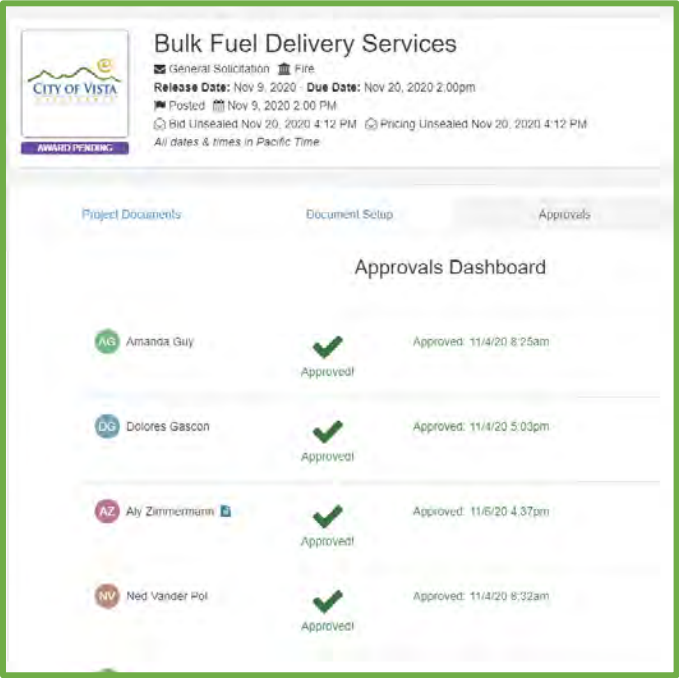 Bulk Fuel Delivery Services
General Solicitation Fire
Release Date: Nov 9, 2020 · Due Date: Nov 20, 2020 2:00pm
Posted Nov 9, 2020 2:00 PM
Bid Unsealed Nov 20, 2020 4:12 PM Pricing Unsealed Nov 20, 2020 4:12 PM
All dates & times in Pacific Time
CITY OF VISTA
CALIFORNIA
AWARD PENDING
Project Documents Document Setup Approvals
Approvals Dashboard
AG Amanda Guy Approved: 11/4/20 8:25am
Approved!
DG Dolores Gascon Approved: 11/4/20 5:03pm
Approved!
AZ Aly Zimmermann Approved: 11/6/20 4:37pm
Approved!
NV Ned Vander Pol Approved: 11/4/20 8:32am
Approved!